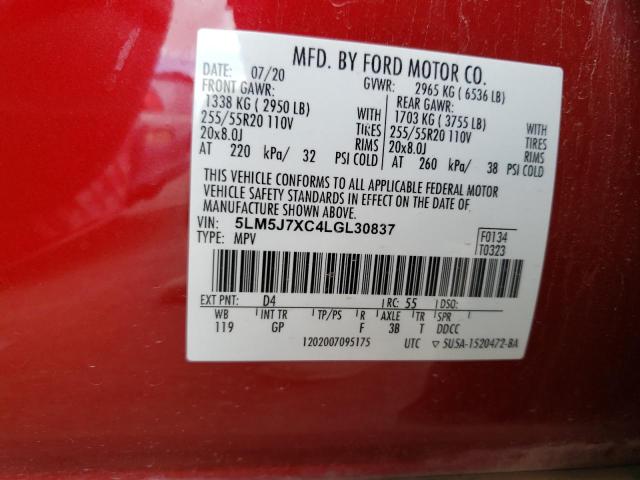 MFD. BY FORD MOTOR CO.
DATE: 07/20 GVWR: 2965 KG ( 6536 LB)
FRONT GAWR: REAR GAWR:
1338 KG ( 2950 LB) WITH 1703 KG ( 3755 LB) WITH
255/55R20 110V TIRES 255/55R20 110V TIRES
20x8.0J RIMS 20x8.0J RIMS
AT 220 kPa/ 32 PSI COLD AT 260 kPa/ 38 PSI COLD
THIS VEHICLE CONFORMS TO ALL APPLICABLE FEDERAL MOTOR
VEHICLE SAFETY STANDARDS IN EFFECT ON THE DATE OF
MANUFACTURE SHOWN ABOVE.
VIN: 5LM5J7XC4LGL30837
TYPE: MPV
F0134
T0323
EXT PNT: D4 RC: 55 DSO:
WB INT TR TP/PS R AXLE TR SPR
119 GP F 3B T DDCC
1202007095175 UTC ▽ 5U5A-1520472-BA